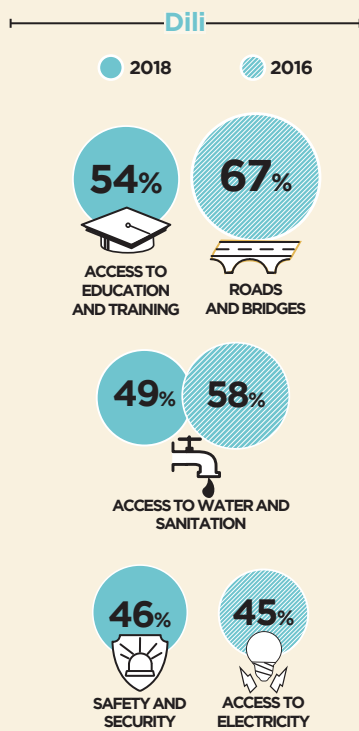 Dili
2018
2016
54%
67%
ACCESS TO
EDUCATION
AND TRAINING
ROADS
AND BRIDGES
49%
58%
ACCESS TO WATER AND
SANITATION
46%
45%
SAFETY AND
SECURITY
ACCESS TO
ELECTRICITY